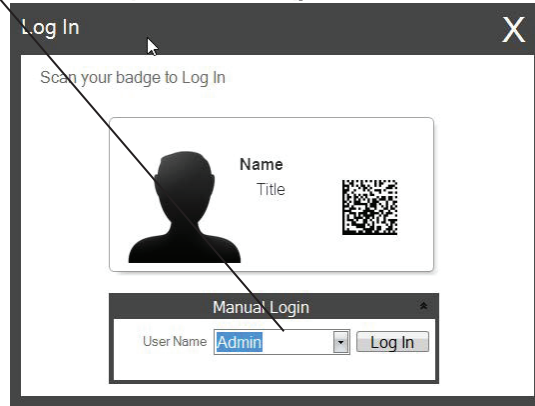 Log In
X
Scan your badge to Log In
Name
Title
Manual Login
User Name Admin Log In